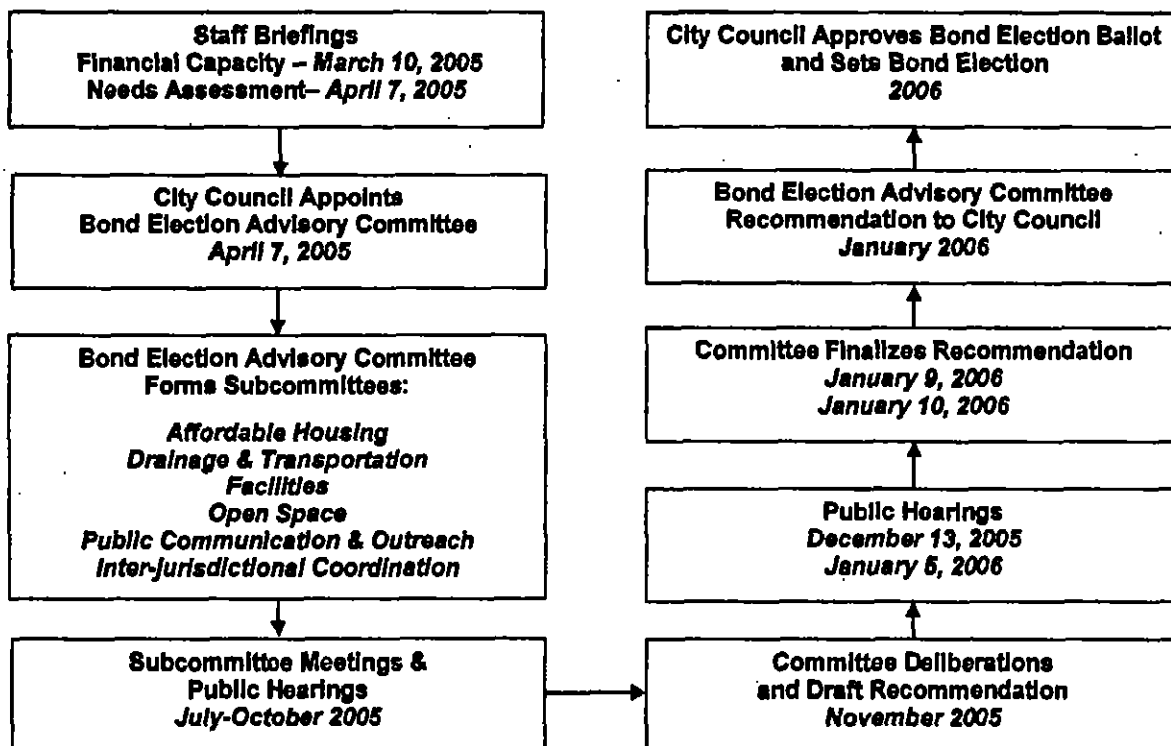 Staff Briefings
Financial Capacity – March 10, 2005
Needs Assessment– April 7, 2005
City Council Appoints
Bond Election Advisory Committee
April 7, 2005
Bond Election Advisory Committee
Forms Subcommittees:
Affordable Housing
Drainage & Transportation
Facilities
Open Space
Public Communication & Outreach
Inter-jurisdictional Coordination
Subcommittee Meetings &
Public Hearings
July-October 2005
Committee Deliberations
and Draft Recommendation
November 2005
Public Hearings
December 13, 2005
January 5, 2006
Committee Finalizes Recommendation
January 9, 2006
January 10, 2006
Bond Election Advisory Committee
Recommendation to City Council
January 2006
City Council Approves Bond Election Ballot
and Sets Bond Election
2006